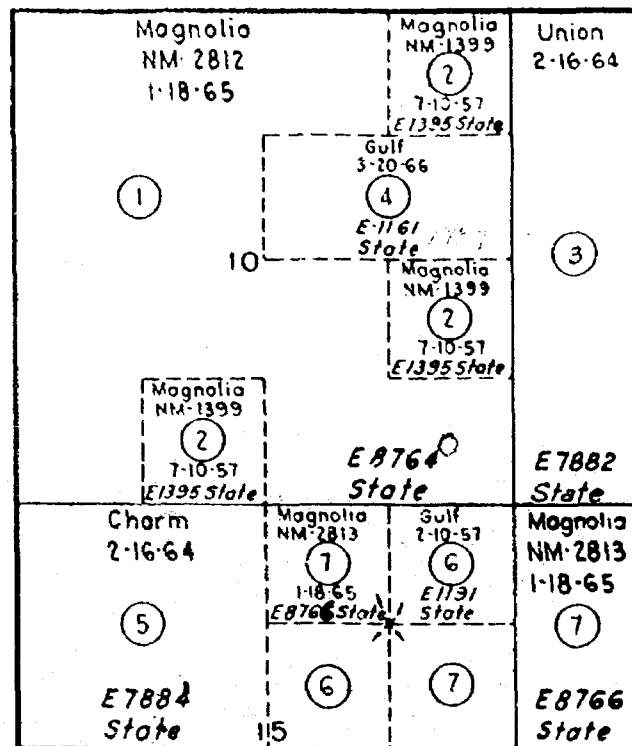 Magnolia
NM-2812
1-18-65
1
Magnolia
NM-1399
2
7-10-57
E1395 State
Union
2-16-64
3
E7882
State
Gulf
3-20-66
4
E-1161
State
10
Magnolia
NM-1399
2
7-10-57
E1395 State
Magnolia
NM-1399
2
7-10-57
E1395 State
E8764
State
Charm
2-16-64
5
E7884
State
Magnolia
NM-2813
7
1-18-65
E8766 State
Gulf
2-10-57
6
E1791
State
6
7
15
Magnolia
NM-2813
1-18-65
7
E8766
State